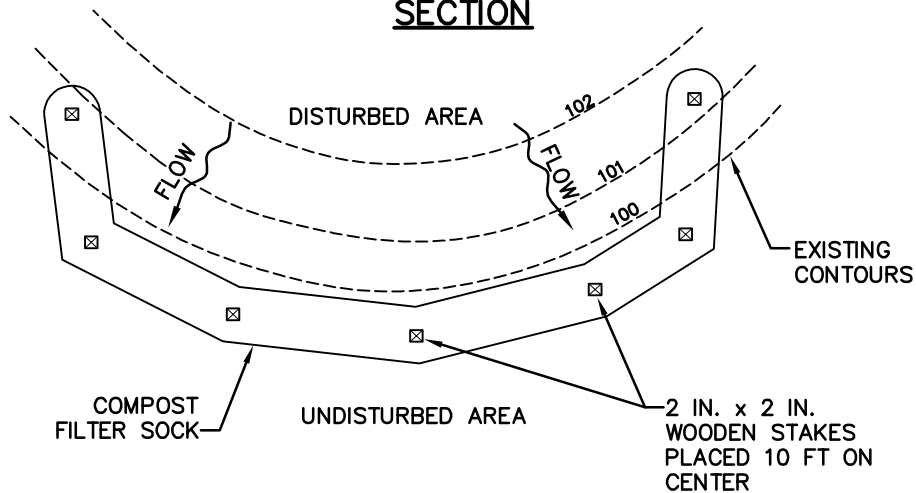 SECTION
DISTURBED AREA
102
FLOW
FLOW
101
100
EXISTING
CONTOURS
COMPOST
FILTER SOCK
UNDISTURBED AREA
2 IN. x 2 IN.
WOODEN STAKES
PLACED 10 FT ON
CENTER